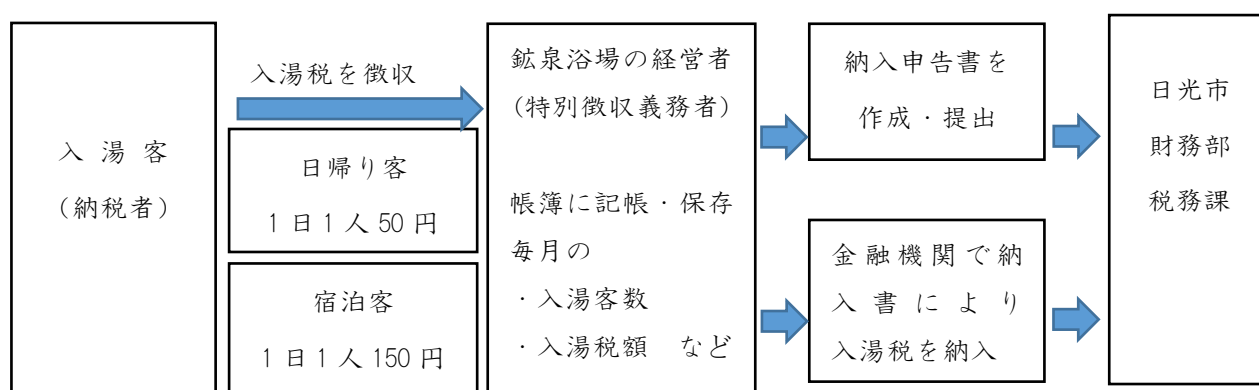 入湯客
(納税者)
入湯税を徴収
日帰り客
1日1人50円
宿泊客
1日1人150円
鉱泉浴場の経営者
(特別徴収義務者)
帳簿に記帳・保存
毎月の
・入湯客数
・入湯税額 など
納入申告書を
作成・提出
金融機関で納
入書により
入湯税を納入
日光市
財務部
税務課